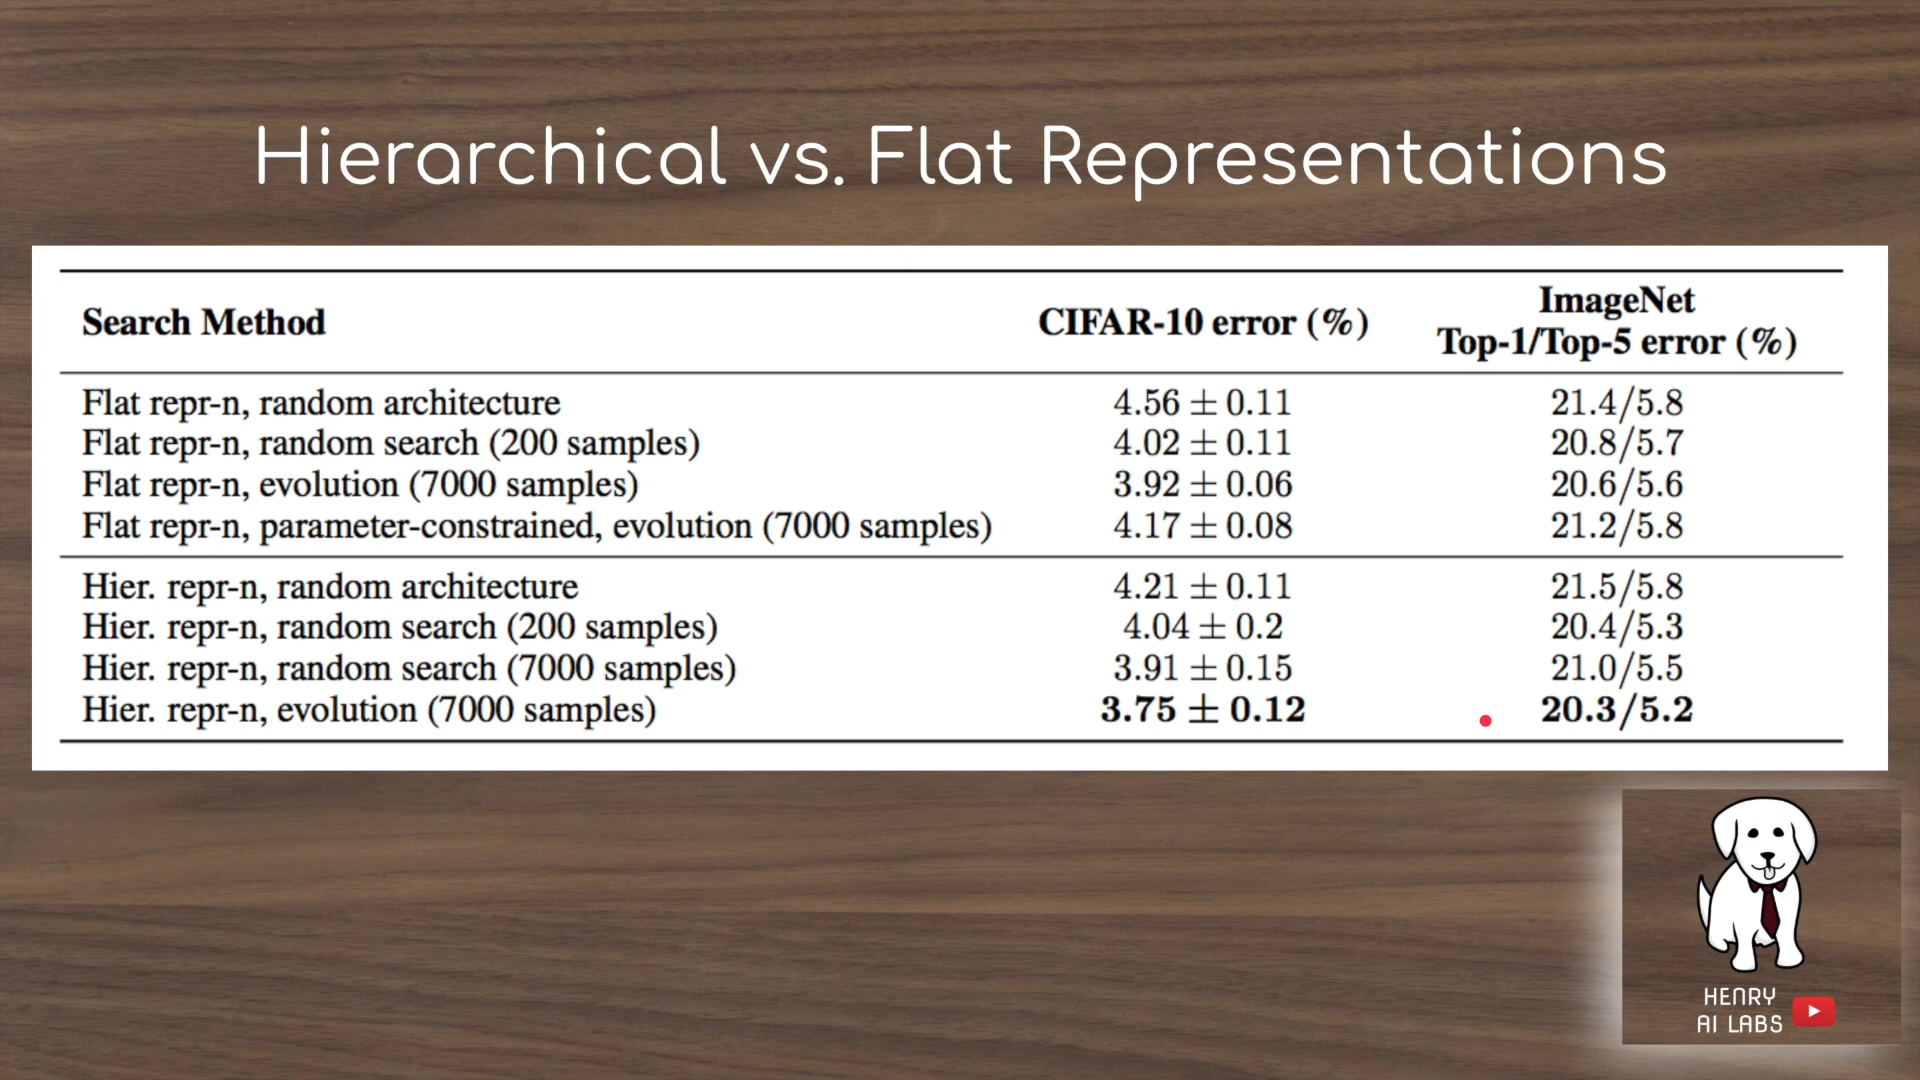 Hierarchical vs. Flat Representations
Search Method CIFAR-10 error (%) ImageNet Top-1/Top-5 error (%)
Flat repr-n, random architecture 4.56 ± 0.11 21.4/5.8
Flat repr-n, random search (200 samples) 4.02 ± 0.11 20.8/5.7
Flat repr-n, evolution (7000 samples) 3.92 ± 0.06 20.6/5.6
Flat repr-n, parameter-constrained, evolution (7000 samples) 4.17 ± 0.08 21.2/5.8
Hier. repr-n, random architecture 4.21 ± 0.11 21.5/5.8
Hier. repr-n, random search (200 samples) 4.04 ± 0.2 20.4/5.3
Hier. repr-n, random search (7000 samples) 3.91 ± 0.15 21.0/5.5
Hier. repr-n, evolution (7000 samples) 3.75 ± 0.12 20.3/5.2
HENRY
AI LABS